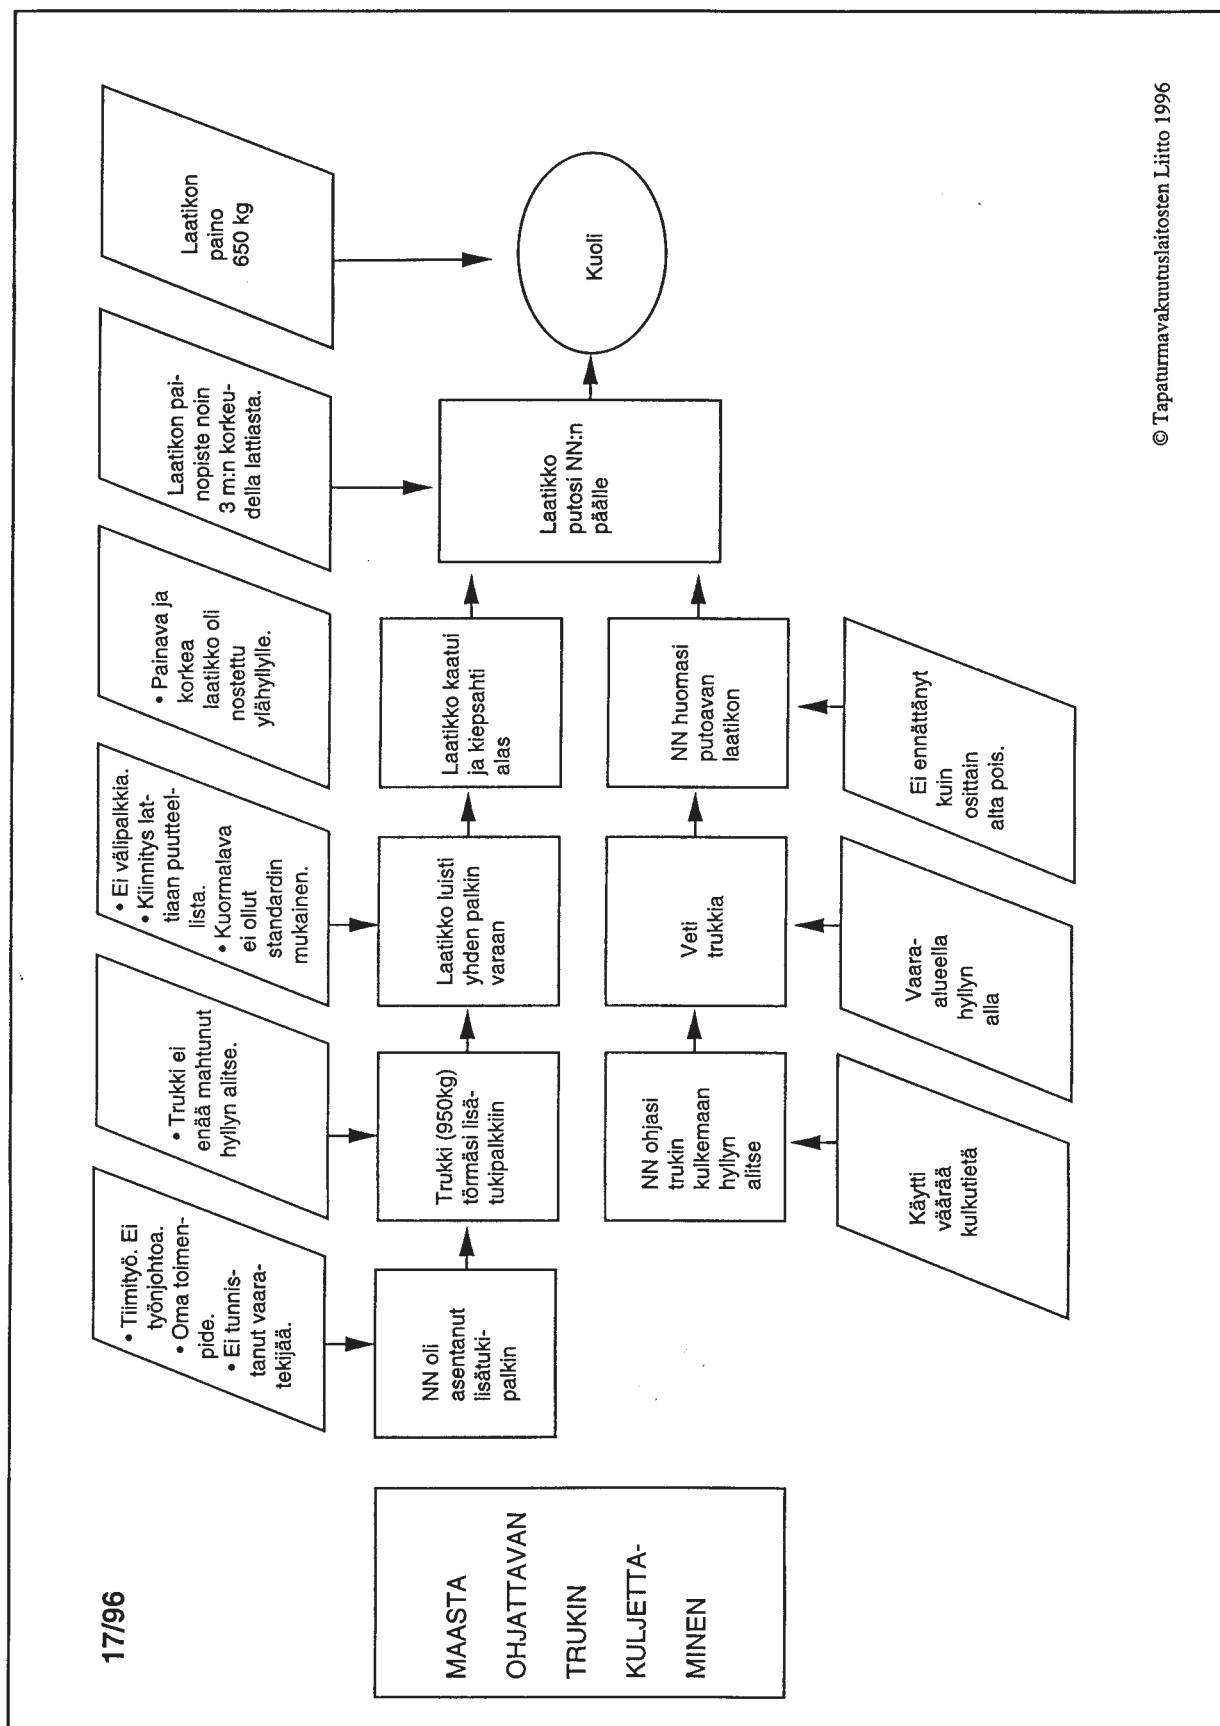 17/96
MAASTA
OHJATTAVAN
TRUKIN
KULJETTA-
MINEN
• Tiimityö. Ei
työnjohtoa.
• Oma toimen-
pide.
• Ei tunnis-
tanut vaara-
tekijää.
• Trukki ei
enää mahtunut
hyllyn alitse.
• Ei välipalkkia.
• Kiinnitys lat-
tiaan puutteel-
lista.
• Kuormalava
ei ollut
standardin
mukainen.
• Painava ja
korkea
laatikko oli
nostettu
ylähyllylle.
Laatikon pai-
nopiste noin
3 m:n korkeu-
della lattiasta.
Laatikon
paino
650 kg
NN oli
asentanut
lisätuki-
palkin
Trukki (950kg)
törmäsi lisä-
tukipalkkiin
Laatikko luisti
yhden palkin
varaan
Laatikko kaatui
ja kiepsahti
alas
Laatikko
putosi NN:n
päälle
Kuoli
NN ohjasi
trukin
kulkemaan
hyllyn
alitse
Veti
trukkia
NN huomasi
putoavan
laatikon
Käytti
väärää
kulkutietä
Vaara-
alueella
hyllyn
alla
Ei ennättänyt
kuin
osittain
alta pois.
© Tapaturmavakuutuslaitosten Liitto 1996